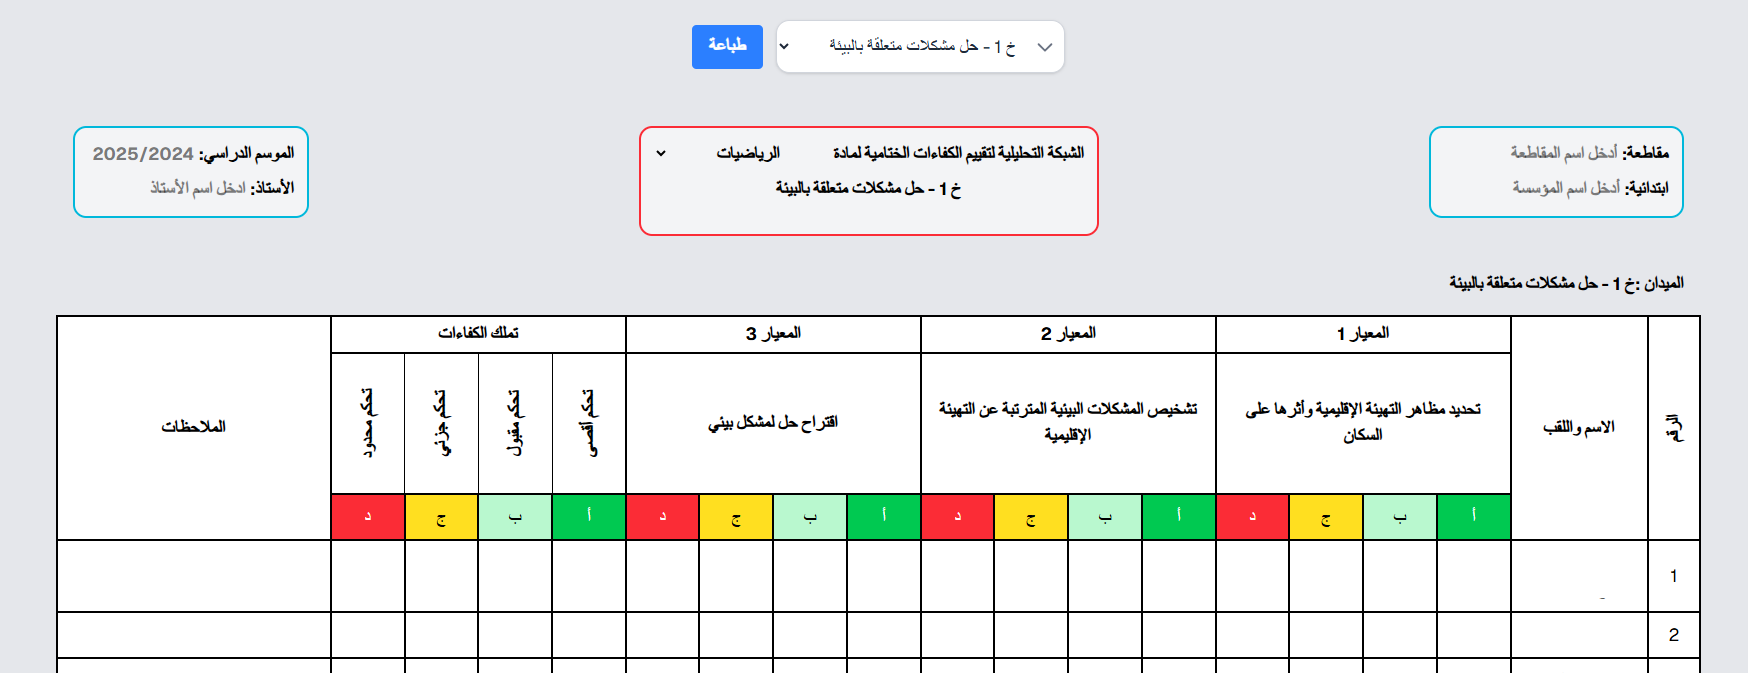 خ 1 - حل مشكلات متعلقة بالبيئة
طباعة
مقاطعة: أدخل اسم المقاطعة
ابتدائية: أدخل اسم المؤسسة
الشبكة التحليلية لتقييم الكفاءات الختامية لمادة الرياضيات
خ 1 - حل مشكلات متعلقة بالبيئة
الموسم الدراسي: 2025/2024
الأستاذ: ادخل اسم الأستاذ
الميدان :خ 1 - حل مشكلات متعلقة بالبيئة
الرقم
الاسم واللقب
المعيار 1
المعيار 2
المعيار 3
تملك الكفاءات
الملاحظات
تحديد مظاهر التهيئة الإقليمية وأثرها على
السكان
تشخيص المشكلات البيئية المترتبة عن التهيئة
الإقليمية
اقتراح حل لمشكل بيئي
تحكم أقصى
تحكم مقبول
تحكم جزئي
تحكم محدود
أ ب ج د أ ب ج د أ ب ج د أ ب ج د
1
2